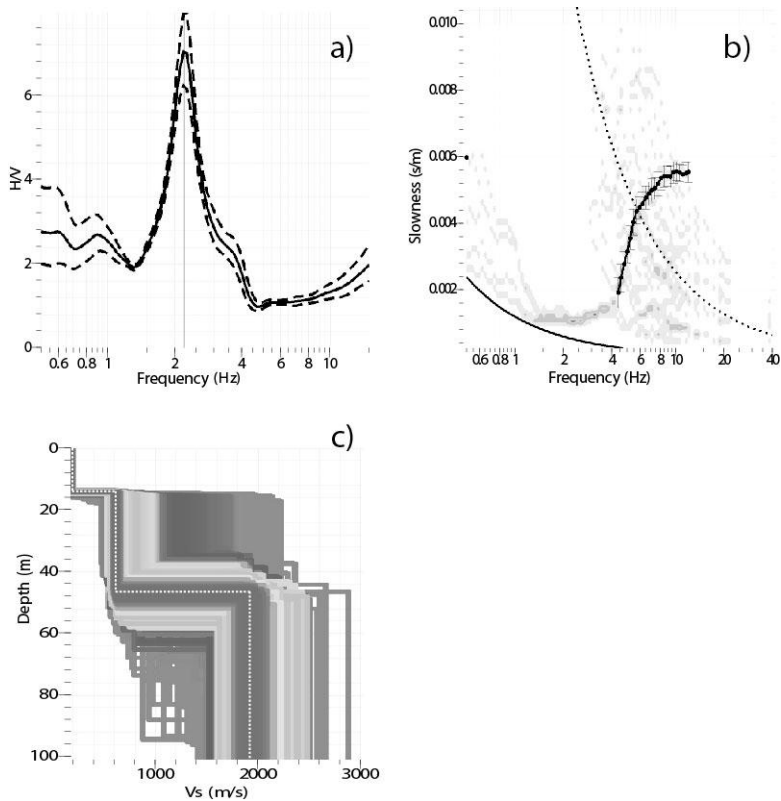 a)
H/V
6
4
2
0
0.6 0.8 1 2 4 6 8 10
Frequency (Hz)
b)
Slowness (s/m)
0.010
0.008
0.006
0.004
0.002
0.6 0.8 1 2 4 6 8 10 20 40
Frequency (Hz)
c)
Depth (m)
0
20
40
60
80
100
1000 2000 3000
Vs (m/s)